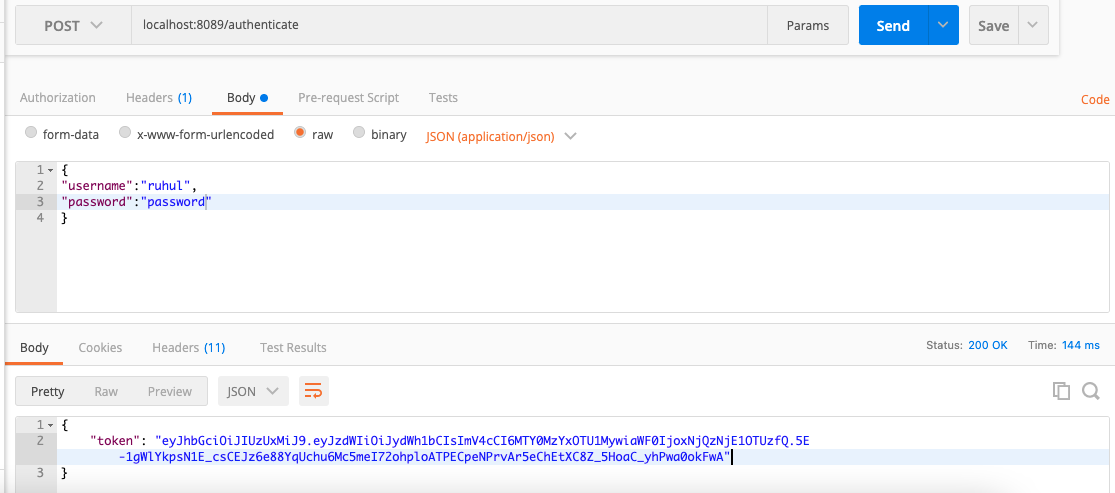 POST localhost:8089/authenticate Params Send Save
Authorization Headers (1) Body Pre-request Script Tests Code
form-data x-www-form-urlencoded raw binary JSON (application/json)
1 {
2 "username":"ruhul",
3 "password":"password"
4 }
Body Cookies Headers (11) Test Results Status: 200 OK Time: 144 ms
Pretty Raw Preview JSON
1 {
2 "token": "eyJhbGciOiJIUzUxMiJ9.eyJzdWIiOiJydWh1bCIsImV4cCI6MTY0MzYxOTU1MywiaWF0IjoxNjQzNjE1OTUzfQ.5E
-1gWlYkpsN1E_csCEJz6e88YqUchu6Mc5meI72ohploATPECpeNPrvAr5eChEtXC8Z_5HoaC_yhPwa0okFwA"
3 }